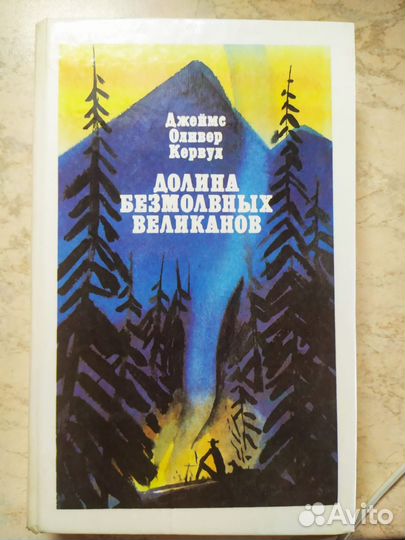 Джеймс
Оливер
Кервуд
ДОЛИНА
БЕЗМОЛВНЫХ
ВЕЛИКАНОВ
Avito